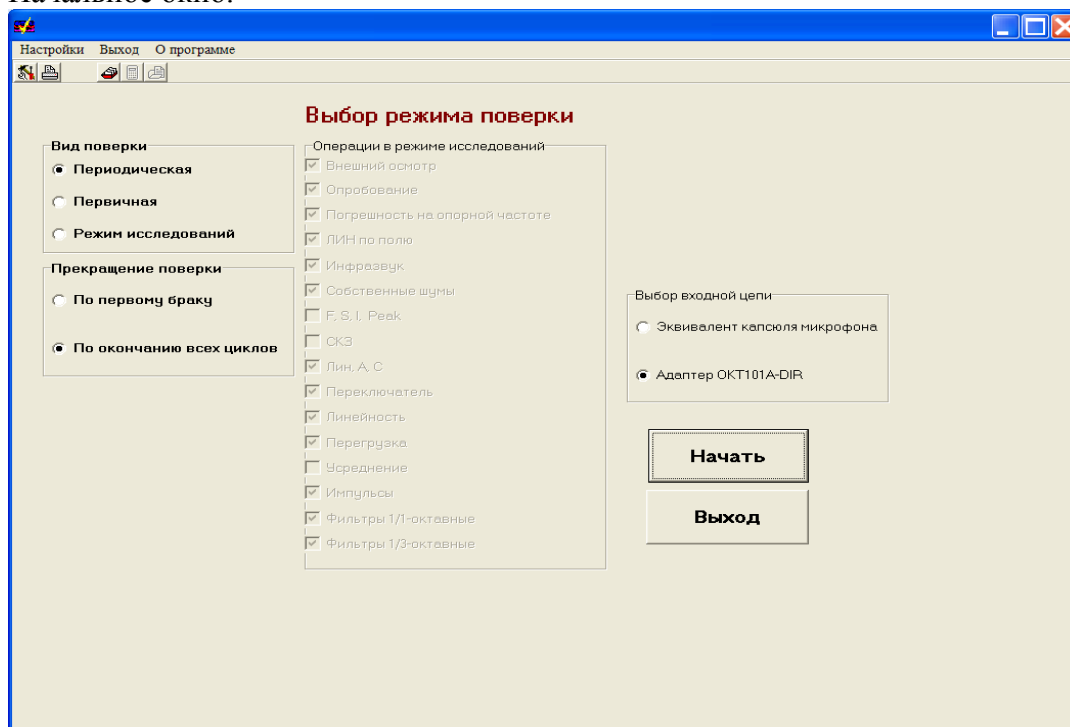 Начальное окно:
Настройки Выход О программе
Выбор режима поверки
Вид поверки
Периодическая
Первичная
Режим исследований
Прекращение поверки
По первому браку
По окончанию всех циклов
Операции в режиме исследований
Внешний осмотр
Опробование
Погрешность на опорной частоте
ЛИН по полю
Инфразвук
Собственные шумы
F, S, I, Peak
СКЗ
Лин, А, С
Переключатель
Линейность
Перегрузка
Усреднение
Импульсы
Фильтры 1/1-октавные
Фильтры 1/3-октавные
Выбор входной цепи
Эквивалент капсюля микрофона
Адаптер OKT101A-DIR
Начать
Выход